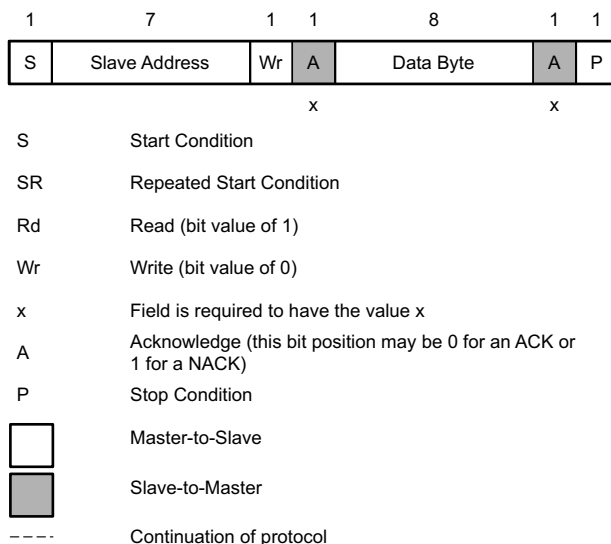 1 7 1 1 8 1 1
S Slave Address Wr A Data Byte A P
x x
S Start Condition
SR Repeated Start Condition
Rd Read (bit value of 1)
Wr Write (bit value of 0)
x Field is required to have the value x
A Acknowledge (this bit position may be 0 for an ACK or
1 for a NACK)
P Stop Condition
Master-to-Slave
Slave-to-Master
Continuation of protocol